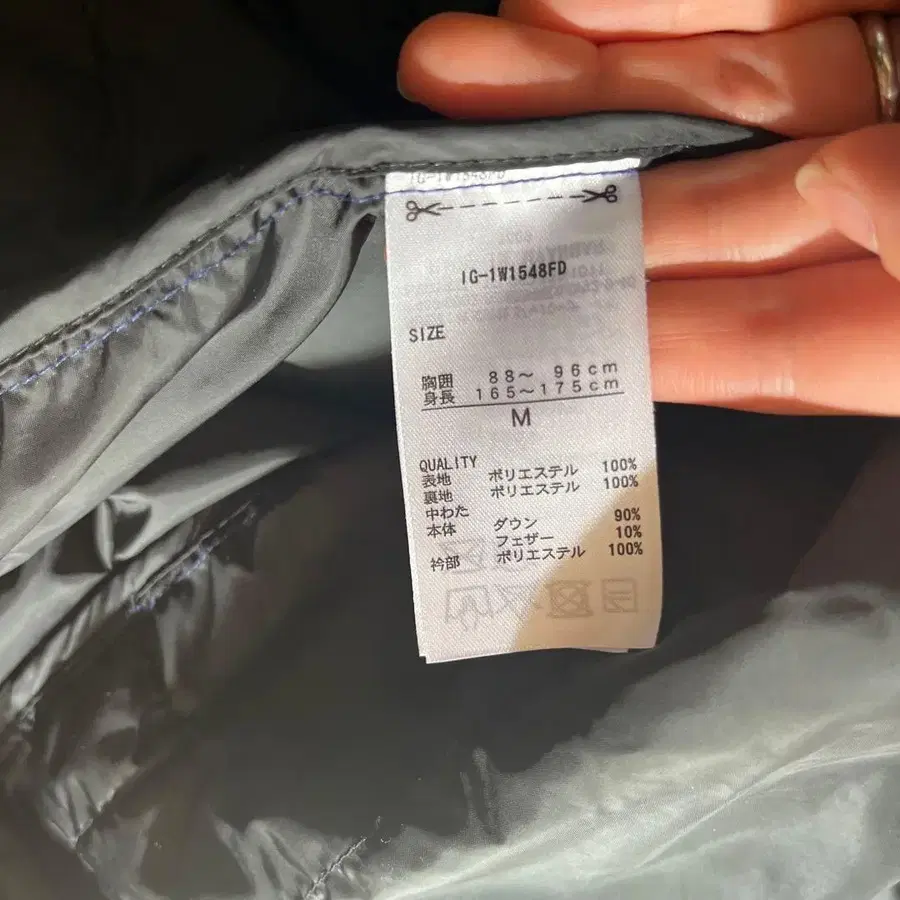 IG-1W1548FD
IG-1W1548FD
SIZE
胸囲 88～ 96cm
身長 165～175cm
M
QUALITY
表地 ポリエステル 100%
裏地 ポリエステル 100%
中わた
本体 ダウン 90%
フェザー 10%
衿部 ポリエステル 100%